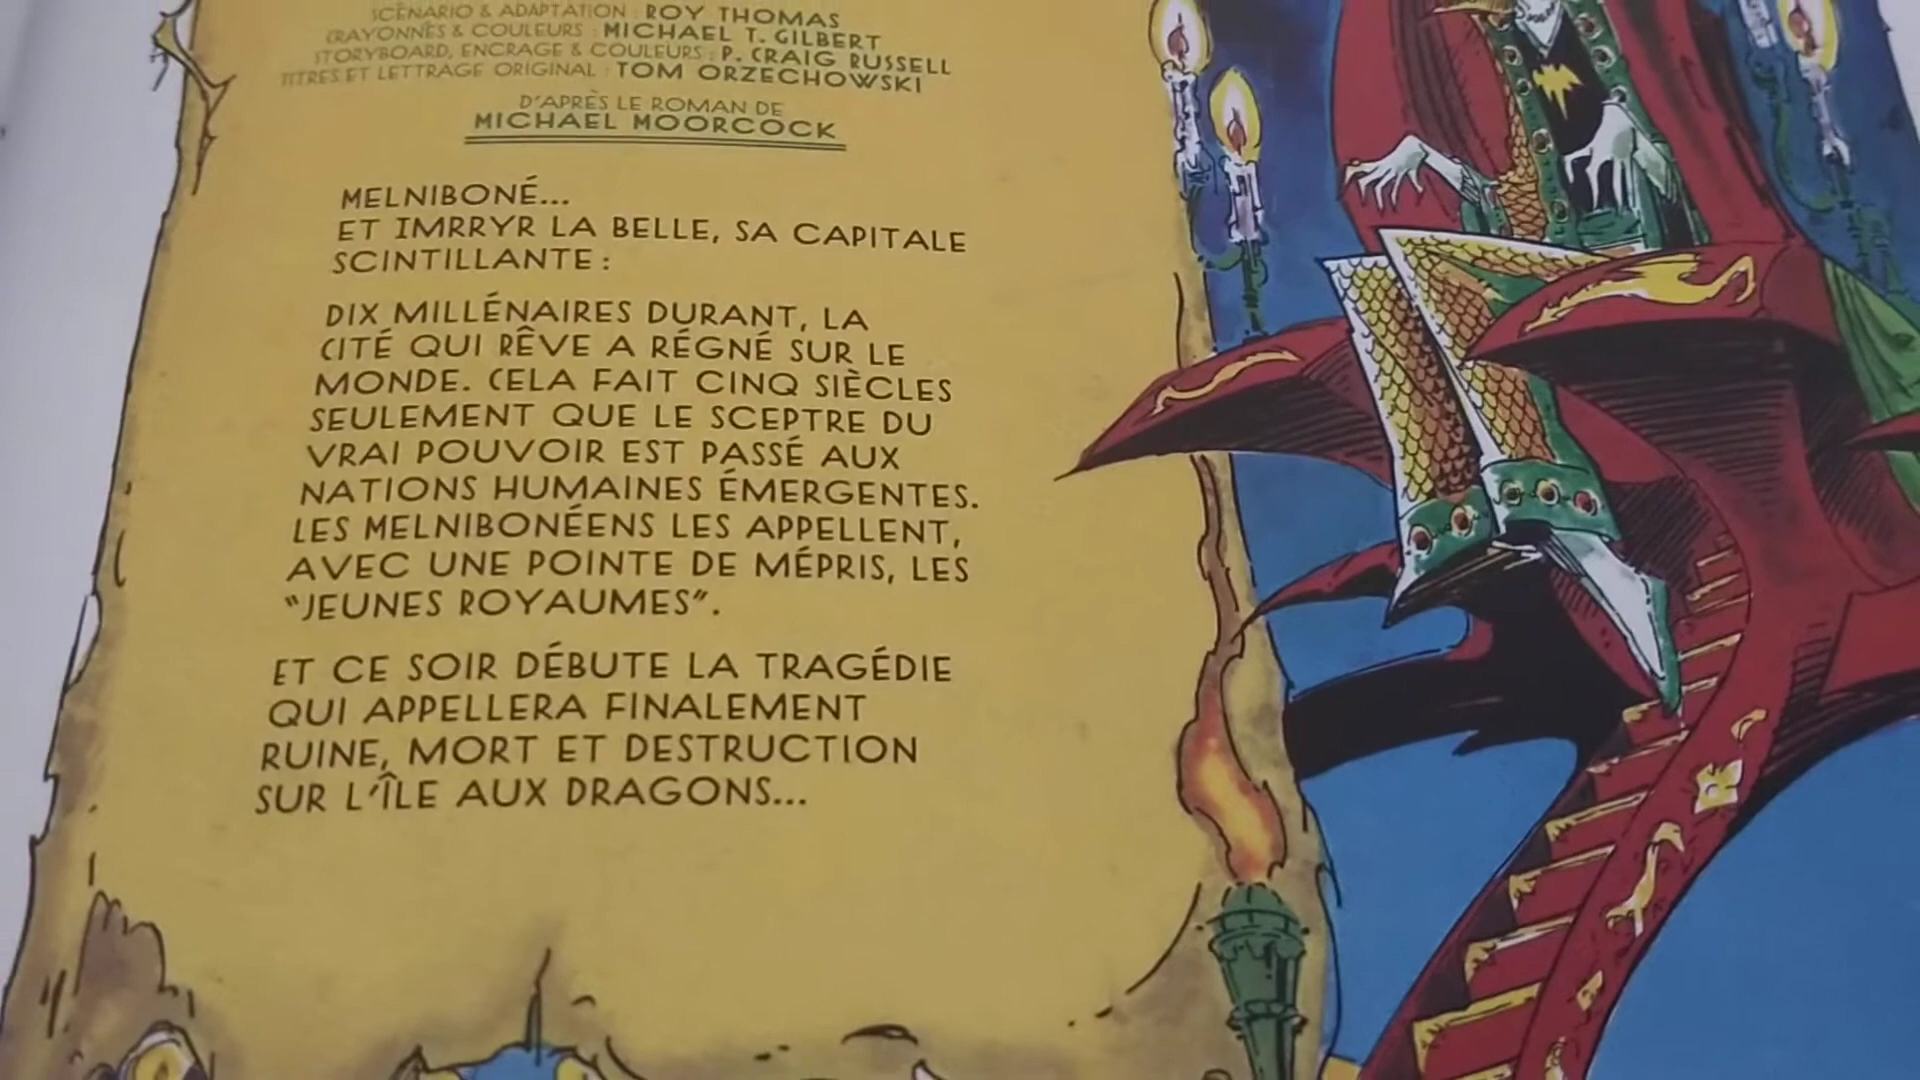 SCÉNARIO & ADAPTATION : ROY THOMAS
CRAYONNÉS & COULEURS : MICHAEL T. GILBERT
STORYBOARD, ENCRAGE & COULEURS : P. CRAIG RUSSELL
TITRES ET LETTRAGE ORIGINAL : TOM ORZECHOWSKI
D'APRÈS LE ROMAN DE
MICHAEL MOORCOCK
MELNIBONÉ...
ET IMRRYR LA BELLE, SA CAPITALE
SCINTILLANTE :
DIX MILLÉNAIRES DURANT, LA
CITÉ QUI RÊVE A RÉGNÉ SUR LE
MONDE. CELA FAIT CINQ SIÈCLES
SEULEMENT QUE LE SCEPTRE DU
VRAI POUVOIR EST PASSÉ AUX
NATIONS HUMAINES ÉMERGENTES.
LES MELNIBONÉENS LES APPELLENT,
AVEC UNE POINTE DE MÉPRIS, LES
"JEUNES ROYAUMES".
ET CE SOIR DÉBUTE LA TRAGÉDIE
QUI APPELLERA FINALEMENT
RUINE, MORT ET DESTRUCTION
SUR L'ÎLE AUX DRAGONS...